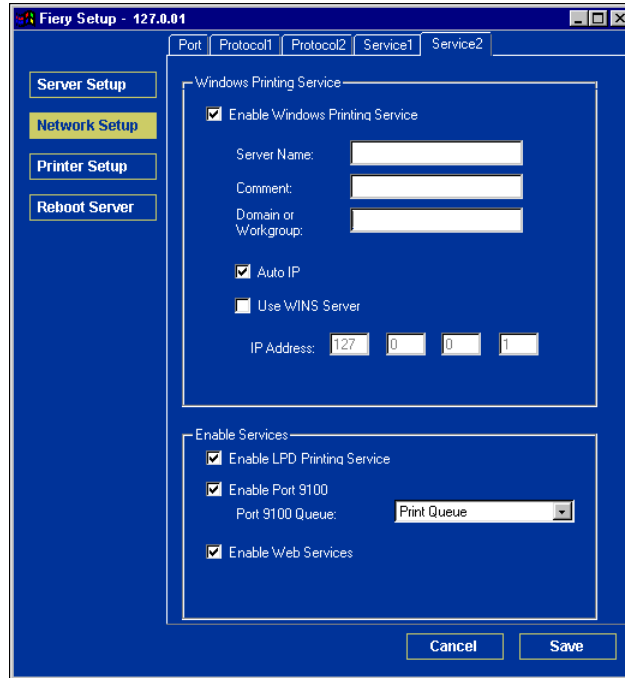 Fiery Setup - 127.0.01
Port Protocol1 Protocol2 Service1 Service2
Server Setup
Network Setup
Printer Setup
Reboot Server
Windows Printing Service
Enable Windows Printing Service
Server Name:
Comment:
Domain or
Workgroup:
Auto IP
Use WINS Server
IP Address: 127 0 0 1
Enable Services
Enable LPD Printing Service
Enable Port 9100
Port 9100 Queue: Print Queue
Enable Web Services
Cancel Save